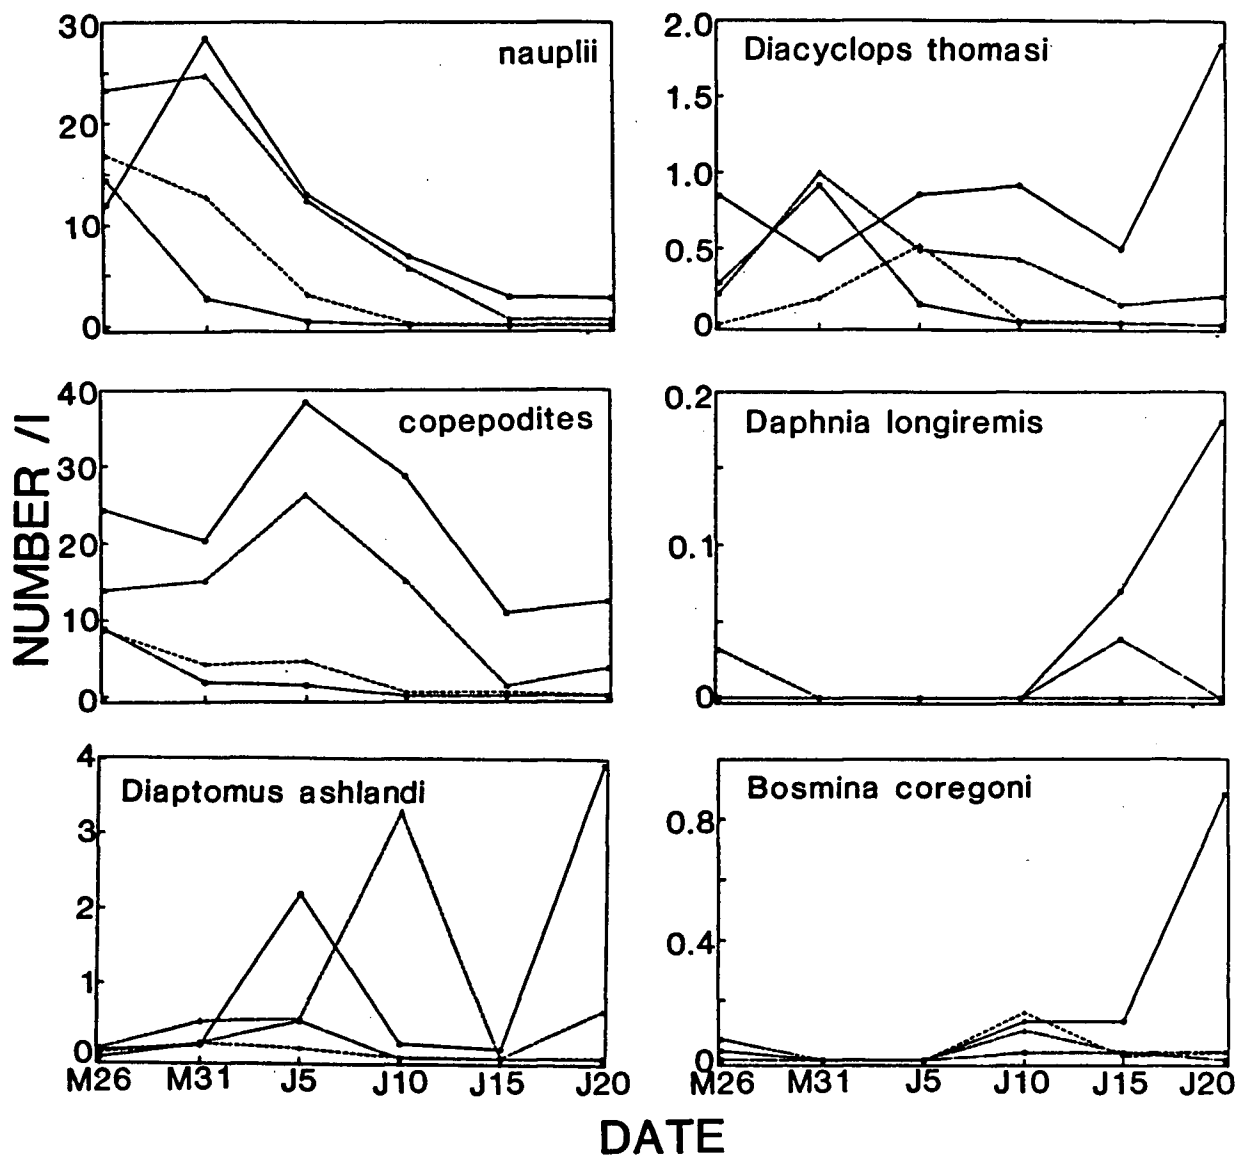 NUMBER /l
30
20
10
0
nauplii
2.0
1.5
1.0
0.5
0
Diacyclops thomasi
40
30
20
10
0
copepodites
0.2
0.1
0
Daphnia longiremis
4
3
2
1
0
Diaptomus ashlandi
M26 M31 J5 J10 J15 J20
0.8
0.4
0
Bosmina coregoni
M26 M31 J5 J10 J15 J20
DATE